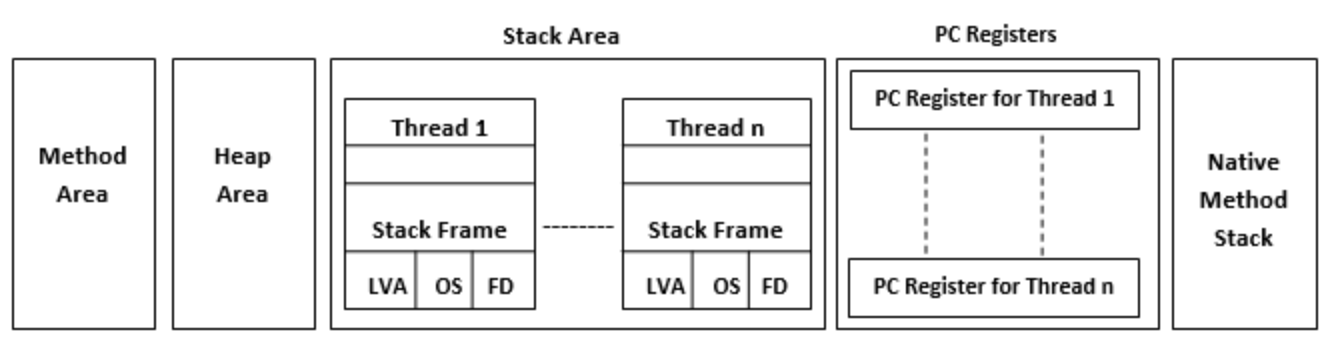 Stack Area
PC Registers
Method
Area
Heap
Area
Thread 1
Stack Frame
LVA
OS
FD
Thread n
Stack Frame
LVA
OS
FD
PC Register for Thread 1
PC Register for Thread n
Native
Method
Stack